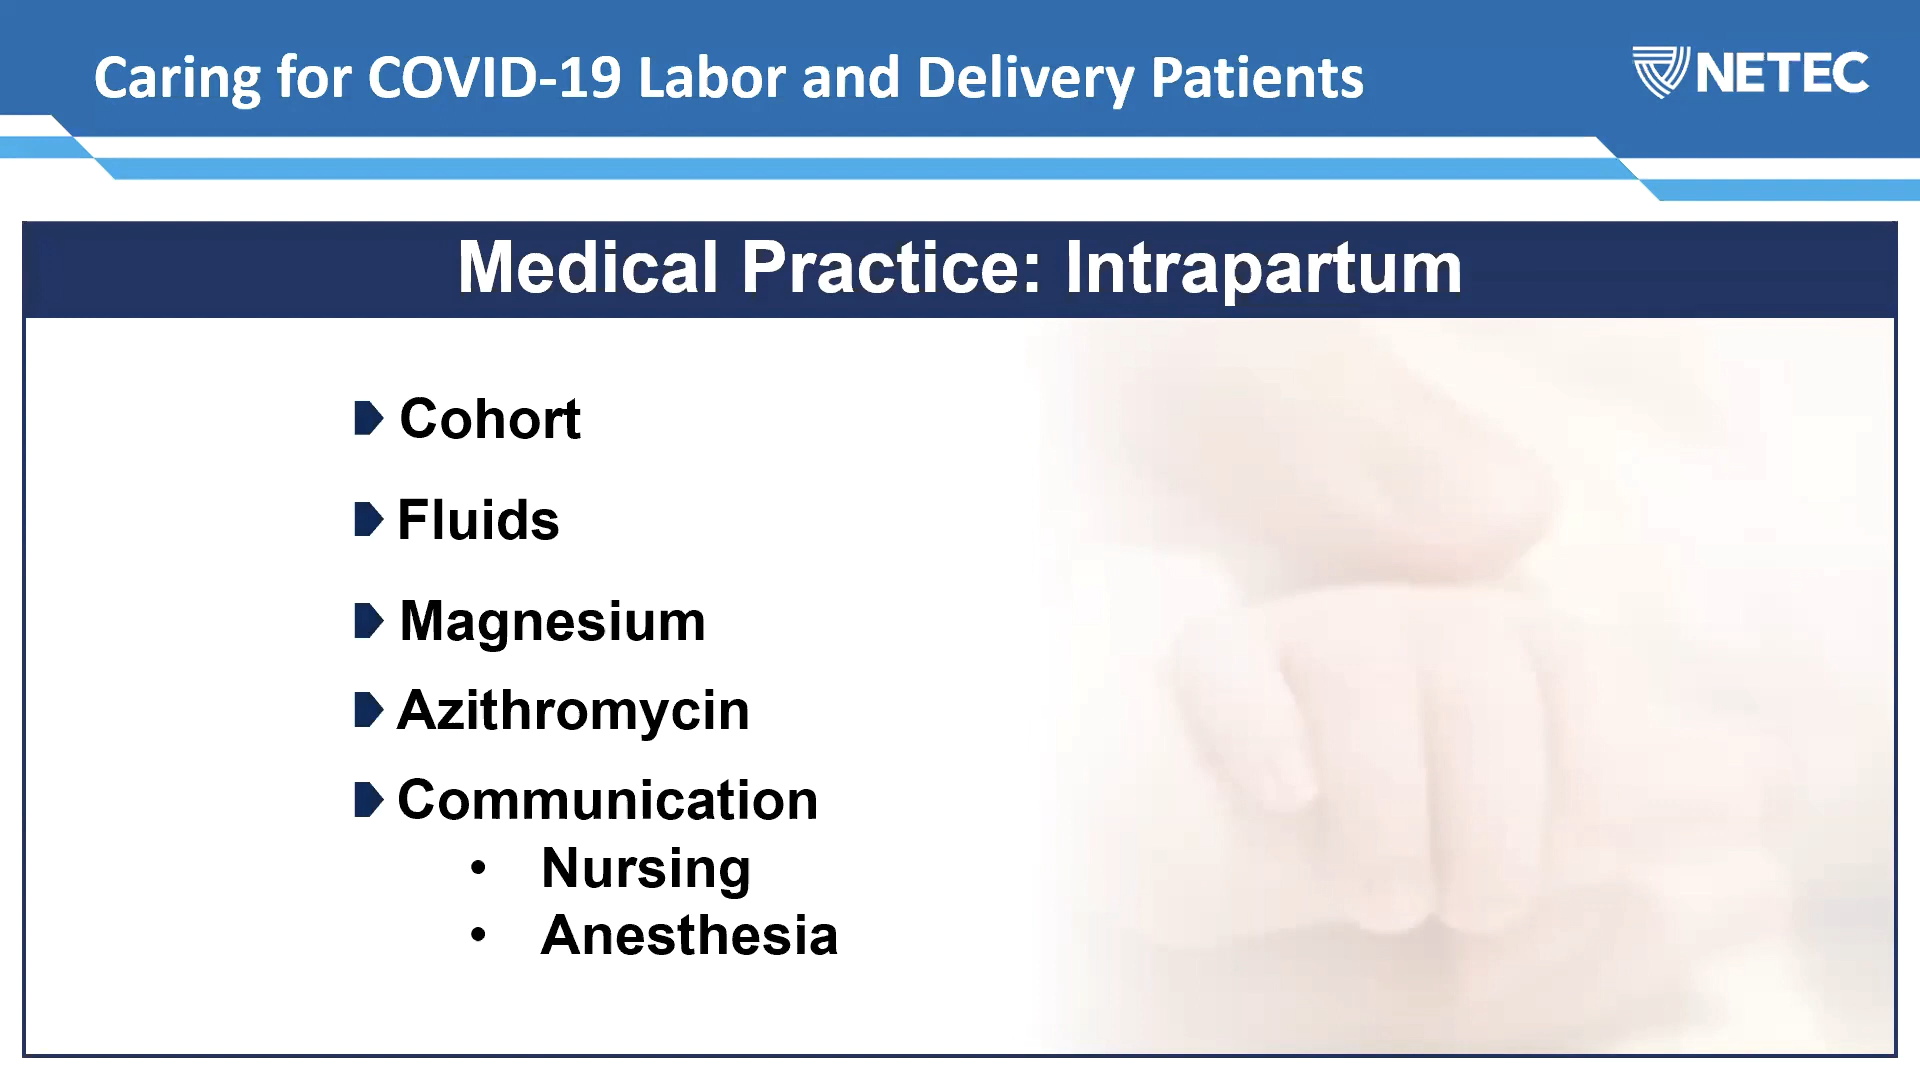 Caring for COVID-19 Labor and Delivery Patients
NETEC
Medical Practice: Intrapartum
Cohort
Fluids
Magnesium
Azithromycin
Communication
• Nursing
• Anesthesia